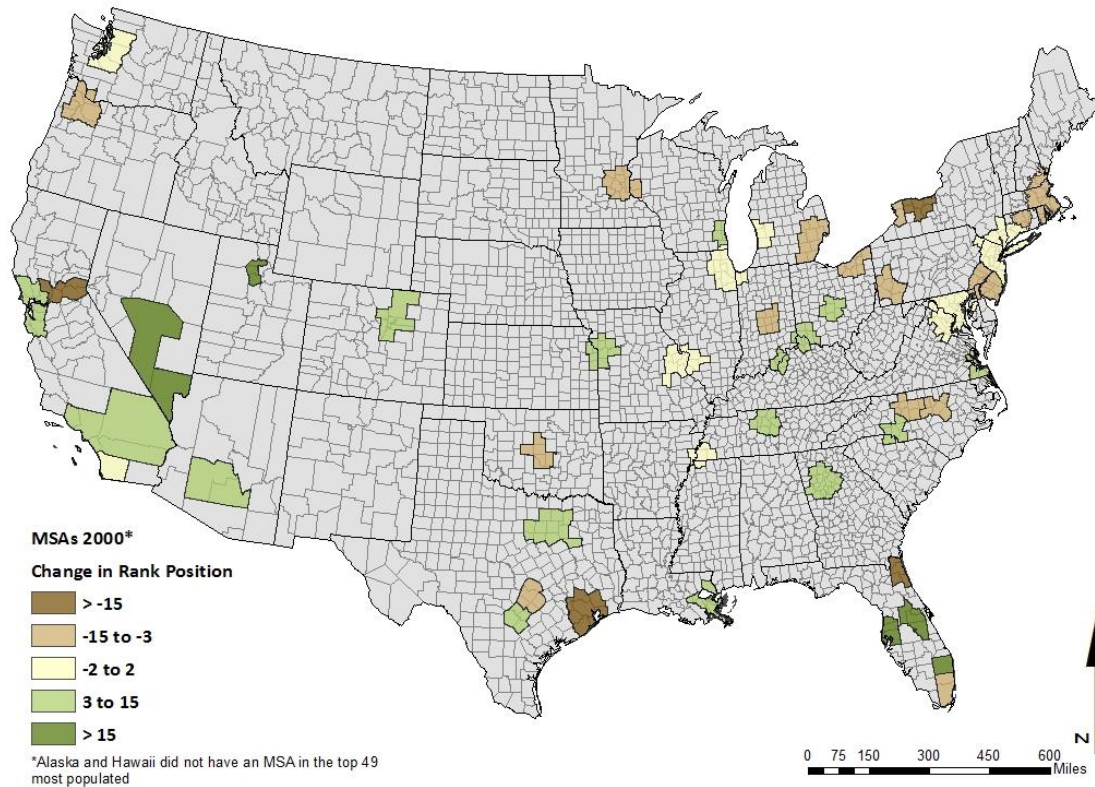 MSAs 2000*
Change in Rank Position
> -15
-15 to -3
-2 to 2
3 to 15
> 15
*Alaska and Hawaii did not have an MSA in the top 49
most populated
N
0 75 150 300 450 600
Miles